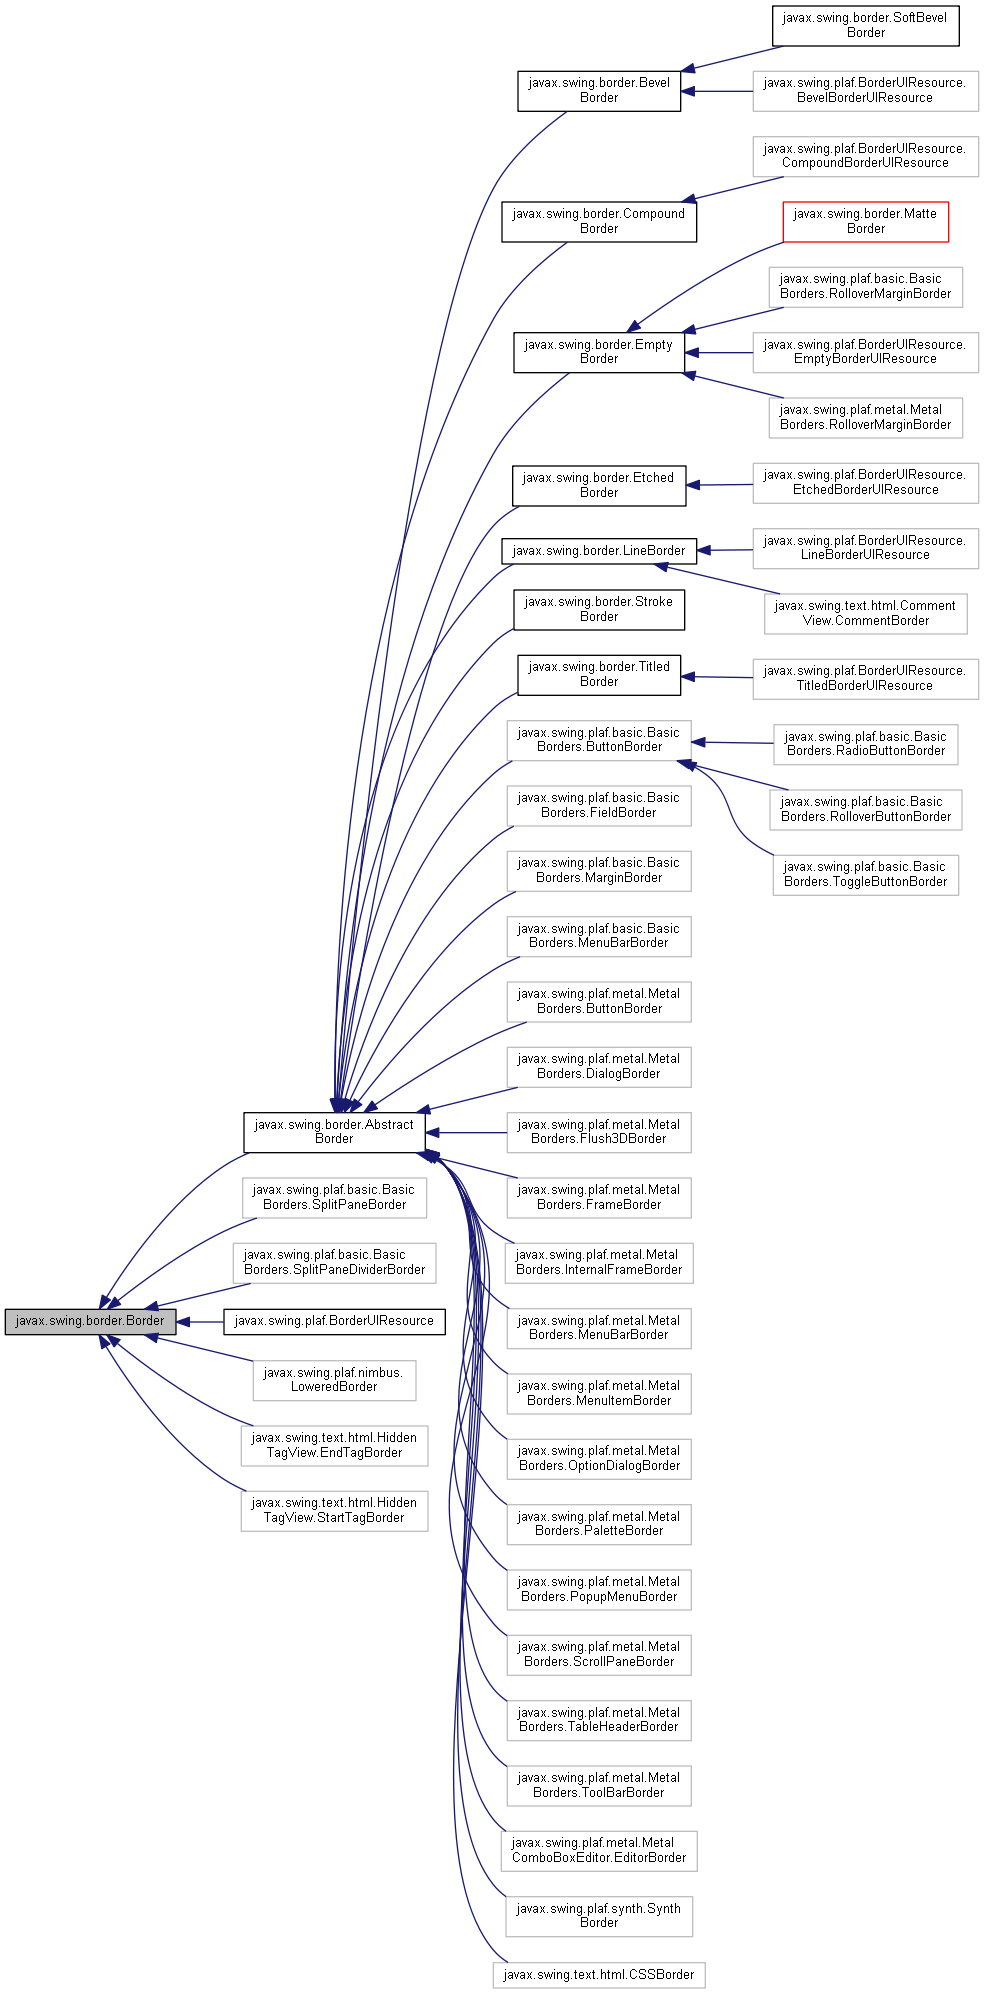 javax.swing.border.SoftBevel
Border
javax.swing.border.Bevel
Border
javax.swing.plaf.BorderUIResource.
BevelBorderUIResource
javax.swing.plaf.BorderUIResource.
CompoundBorderUIResource
javax.swing.border.Compound
Border
javax.swing.border.Matte
Border
javax.swing.plaf.basic.Basic
Borders.RolloverMarginBorder
javax.swing.border.Empty
Border
javax.swing.plaf.BorderUIResource.
EmptyBorderUIResource
javax.swing.plaf.metal.Metal
Borders.RolloverMarginBorder
javax.swing.border.Etched
Border
javax.swing.plaf.BorderUIResource.
EtchedBorderUIResource
javax.swing.border.LineBorder
javax.swing.plaf.BorderUIResource.
LineBorderUIResource
javax.swing.text.html.Comment
View.CommentBorder
javax.swing.border.Stroke
Border
javax.swing.border.Titled
Border
javax.swing.plaf.BorderUIResource.
TitledBorderUIResource
javax.swing.plaf.basic.Basic
Borders.ButtonBorder
javax.swing.plaf.basic.Basic
Borders.RadioButtonBorder
javax.swing.plaf.basic.Basic
Borders.RolloverButtonBorder
javax.swing.plaf.basic.Basic
Borders.ToggleButtonBorder
javax.swing.plaf.basic.Basic
Borders.FieldBorder
javax.swing.plaf.basic.Basic
Borders.MarginBorder
javax.swing.plaf.basic.Basic
Borders.MenuBarBorder
javax.swing.plaf.metal.Metal
Borders.ButtonBorder
javax.swing.plaf.metal.Metal
Borders.DialogBorder
javax.swing.border.Abstract
Border
javax.swing.plaf.metal.Metal
Borders.Flush3DBorder
javax.swing.plaf.metal.Metal
Borders.FrameBorder
javax.swing.plaf.basic.Basic
Borders.SplitPaneBorder
javax.swing.plaf.metal.Metal
Borders.InternalFrameBorder
javax.swing.plaf.basic.Basic
Borders.SplitPaneDividerBorder
javax.swing.border.Border
javax.swing.plaf.BorderUIResource
javax.swing.plaf.metal.Metal
Borders.MenuBarBorder
javax.swing.plaf.nimbus.
LoweredBorder
javax.swing.plaf.metal.Metal
Borders.MenuItemBorder
javax.swing.text.html.Hidden
TagView.EndTagBorder
javax.swing.plaf.metal.Metal
Borders.OptionDialogBorder
javax.swing.text.html.Hidden
TagView.StartTagBorder
javax.swing.plaf.metal.Metal
Borders.PaletteBorder
javax.swing.plaf.metal.Metal
Borders.PopupMenuBorder
javax.swing.plaf.metal.Metal
Borders.ScrollPaneBorder
javax.swing.plaf.metal.Metal
Borders.TableHeaderBorder
javax.swing.plaf.metal.Metal
Borders.ToolBarBorder
javax.swing.plaf.metal.Metal
ComboBoxEditor.EditorBorder
javax.swing.plaf.synth.Synth
Border
javax.swing.text.html.CSSBorder